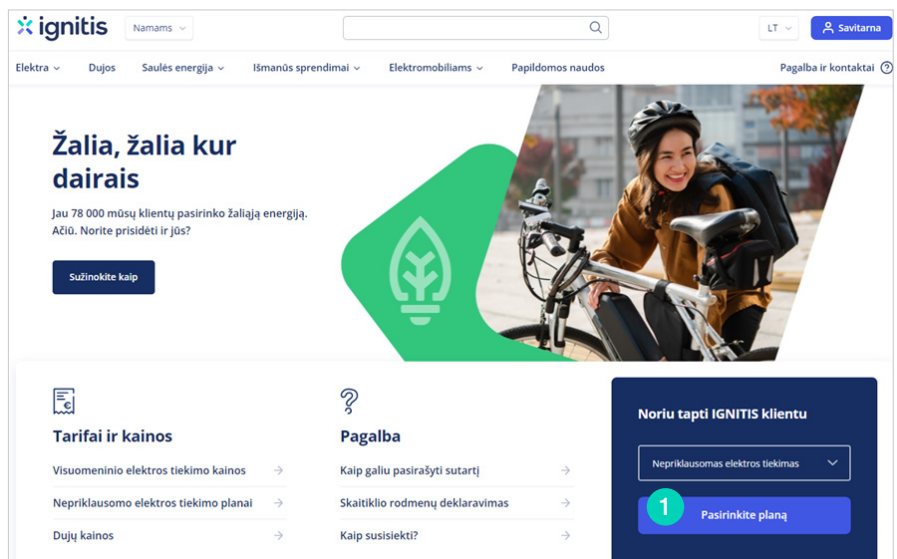 ignitis
Namams
LT
Savitarna
Elektra
Dujos
Saulės energija
Išmanūs sprendimai
Elektromobiliams
Papildomos naudos
Pagalba ir kontaktai
Žalia, žalia kur
dairais
Jau 78 000 mūsų klientų pasirinko žaliąją energiją.
Ačiū. Norite prisidėti ir jūs?
Sužinokite kaip
Tarifai ir kainos
Visuomeninio elektros tiekimo kainos
Nepriklausomo elektros tiekimo planai
Dujų kainos
Pagalba
Kaip galiu pasirašyti sutartį
Skaitiklio rodmenų deklaravimas
Kaip susisiekti?
Noriu tapti IGNITIS klientu
Nepriklausomas elektros tiekimas
1
Pasirinkite planą